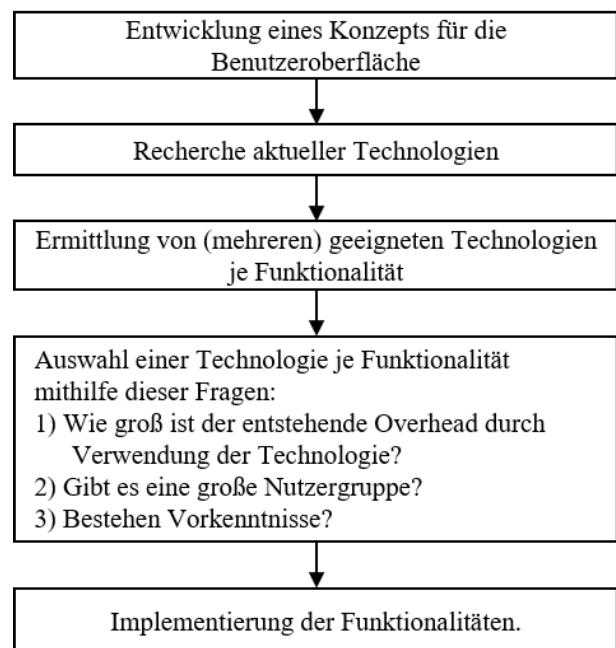 Entwicklung eines Konzepts für die
Benutzeroberfläche
Recherche aktueller Technologien
Ermittlung von (mehreren) geeigneten Technologien
je Funktionalität
Auswahl einer Technologie je Funktionalität
mithilfe dieser Fragen:
1) Wie groß ist der entstehende Overhead durch
Verwendung der Technologie?
2) Gibt es eine große Nutzergruppe?
3) Bestehen Vorkenntnisse?
Implementierung der Funktionalitäten.